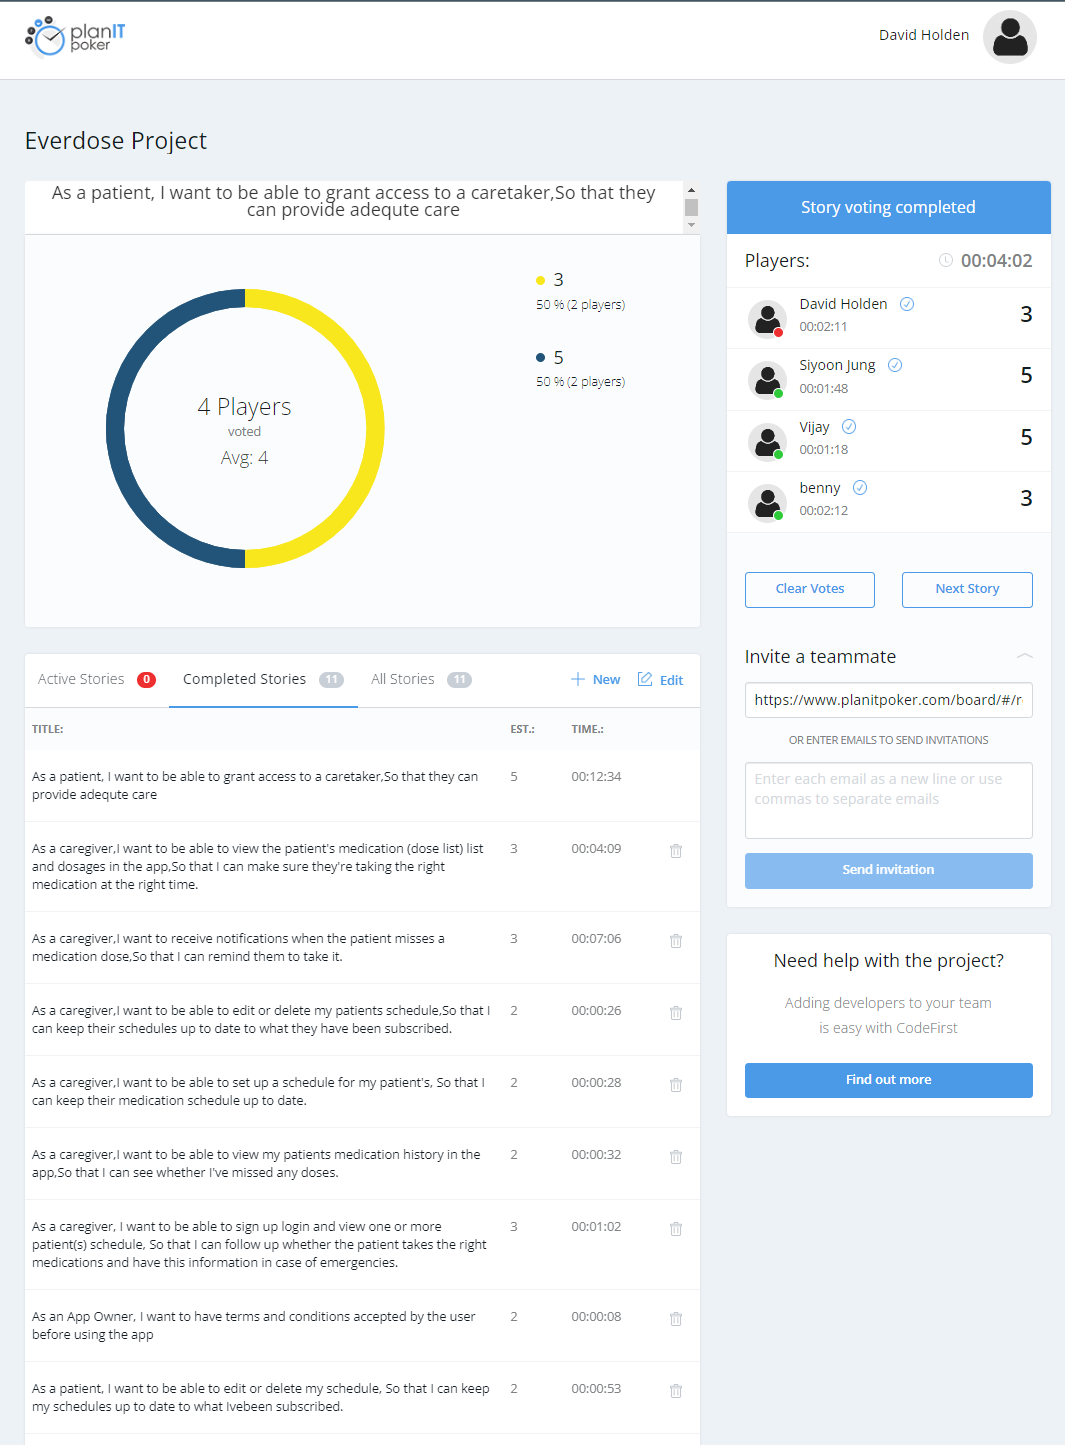 planIT
poker
David Holden
Everdose Project
As a patient, I want to be able to grant access to a caretaker,So that they
can provide adequte care
3
50 % (2 players)
5
50 % (2 players)
4 Players
voted
Avg: 4
Story voting completed
Players: 00:04:02
David Holden
00:02:11
3
Siyoon Jung
00:01:48
5
Vijay
00:01:18
5
benny
00:02:12
3
Clear Votes Next Story
Invite a teammate
https://www.planitpoker.com/board/#/r
OR ENTER EMAILS TO SEND INVITATIONS
Enter each email as a new line or use
commas to separate emails
Send invitation
Need help with the project?
Adding developers to your team
is easy with CodeFirst
Find out more
Active Stories 0 Completed Stories 11 All Stories 11 New Edit
TITLE: EST.: TIME.:
As a patient, I want to be able to grant access to a caretaker,So that they can 5 00:12:34
provide adequte care
As a caregiver,I want to be able to view the patient's medication (dose list) list 3 00:04:09
and dosages in the app,So that I can make sure they're taking the right
medication at the right time.
As a caregiver,I want to receive notifications when the patient misses a 3 00:07:06
medication dose,So that I can remind them to take it.
As a caregiver,I want to be able to edit or delete my patients schedule,So that I 2 00:00:26
can keep their schedules up to date to what they have been subscribed.
As a caregiver,I want to be able to set up a schedule for my patient's, So that I 2 00:00:28
can keep their medication schedule up to date.
As a caregiver,I want to be able to view my patients medication history in the 2 00:00:32
app,So that I can see whether I've missed any doses.
As a caregiver, I want to be able to sign up login and view one or more 3 00:01:02
patient(s) schedule, So that I can follow up whether the patient takes the right
medications and have this information in case of emergencies.
As an App Owner, I want to have terms and conditions accepted by the user 2 00:00:08
before using the app
As a patient, I want to be able to edit or delete my schedule, So that I can keep 2 00:00:53
my schedules up to date to what Ivebeen subscribed.